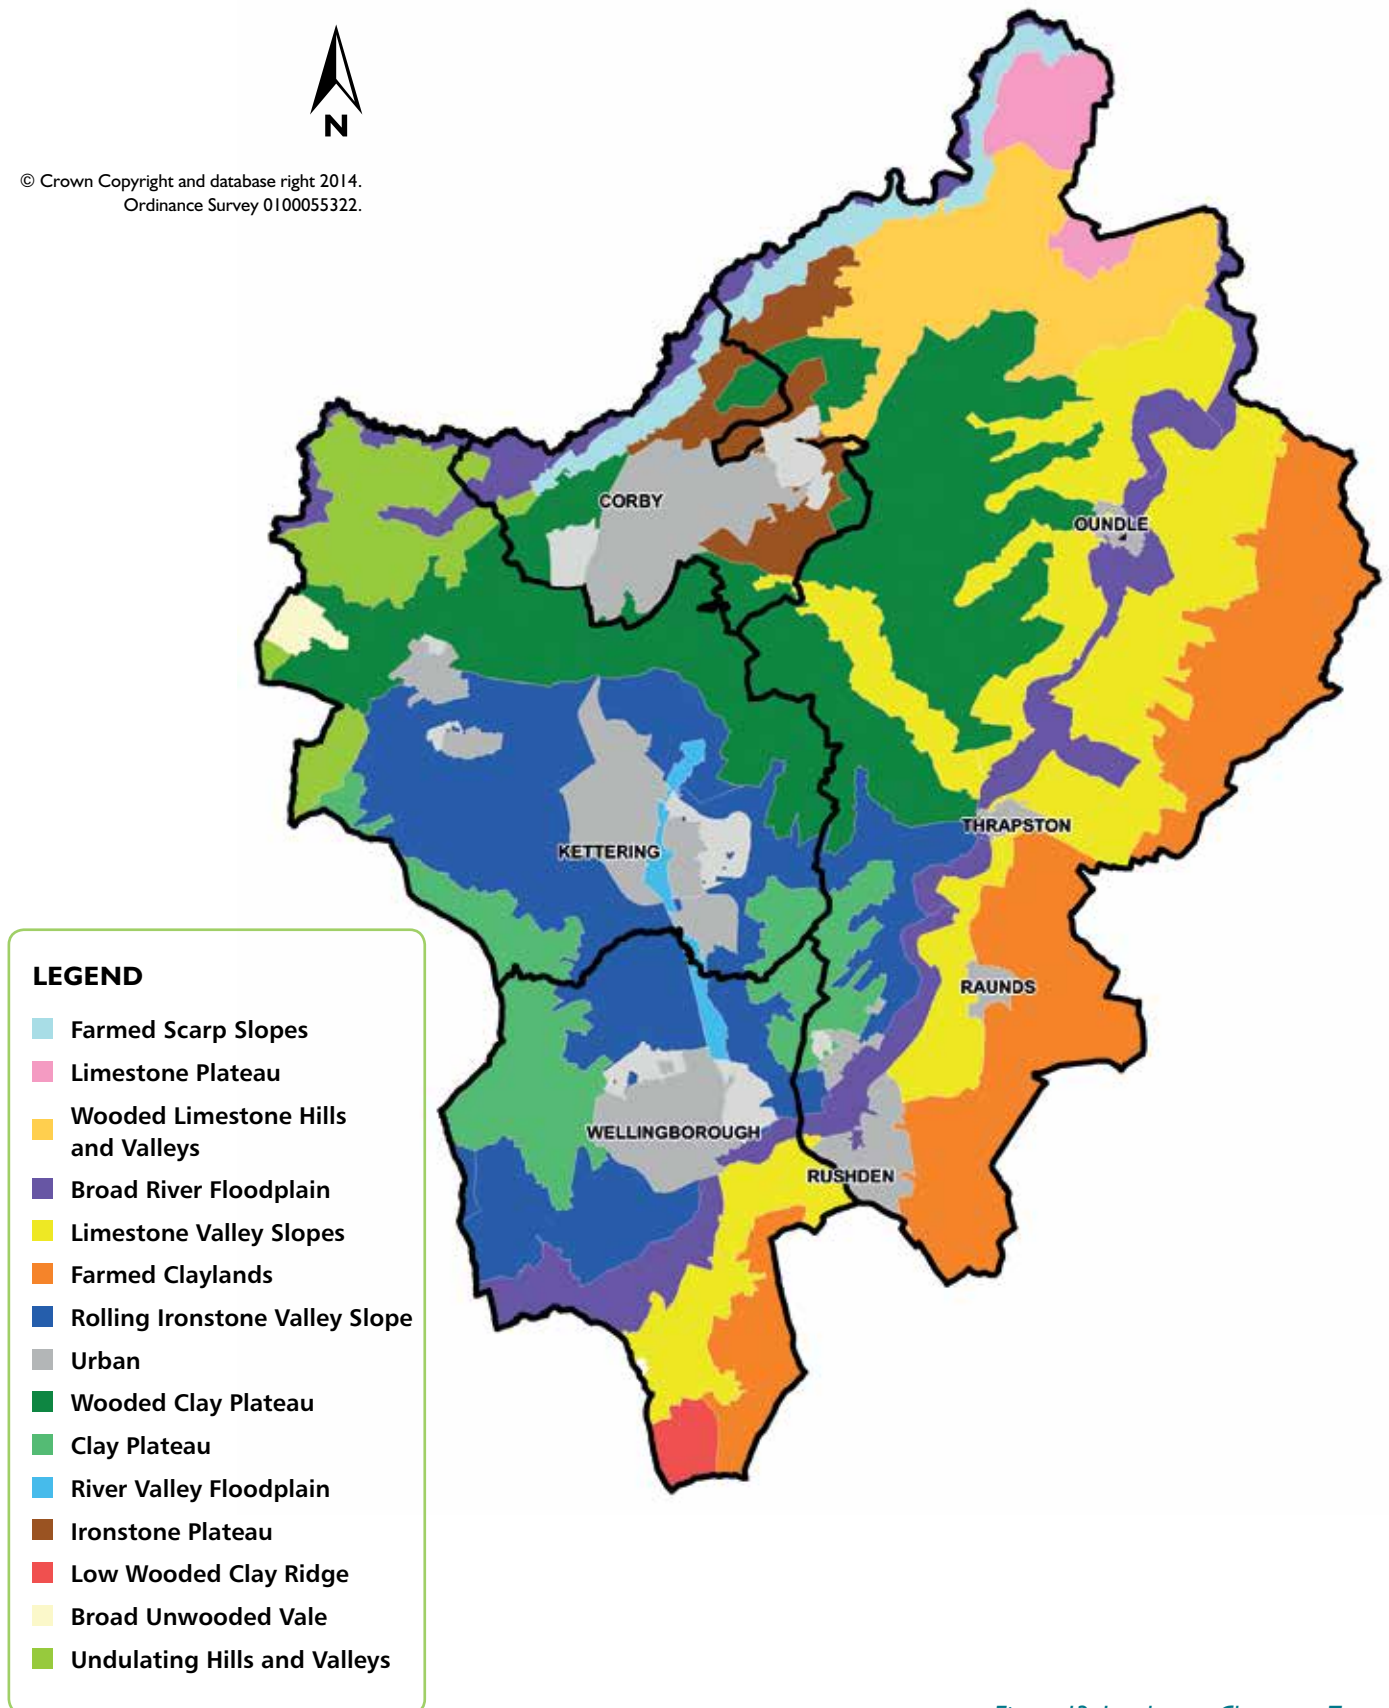 N
© Crown Copyright and database right 2014.
Ordinance Survey 0100055322.
CORBY
OUNDLE
THRAPSTON
KETTERING
RAUNDS
WELLINGBOROUGH
RUSHDEN
LEGEND
Farmed Scarp Slopes
Limestone Plateau
Wooded Limestone Hills
and Valleys
Broad River Floodplain
Limestone Valley Slopes
Farmed Claylands
Rolling Ironstone Valley Slope
Urban
Wooded Clay Plateau
Clay Plateau
River Valley Floodplain
Ironstone Plateau
Low Wooded Clay Ridge
Broad Unwooded Vale
Undulating Hills and Valleys